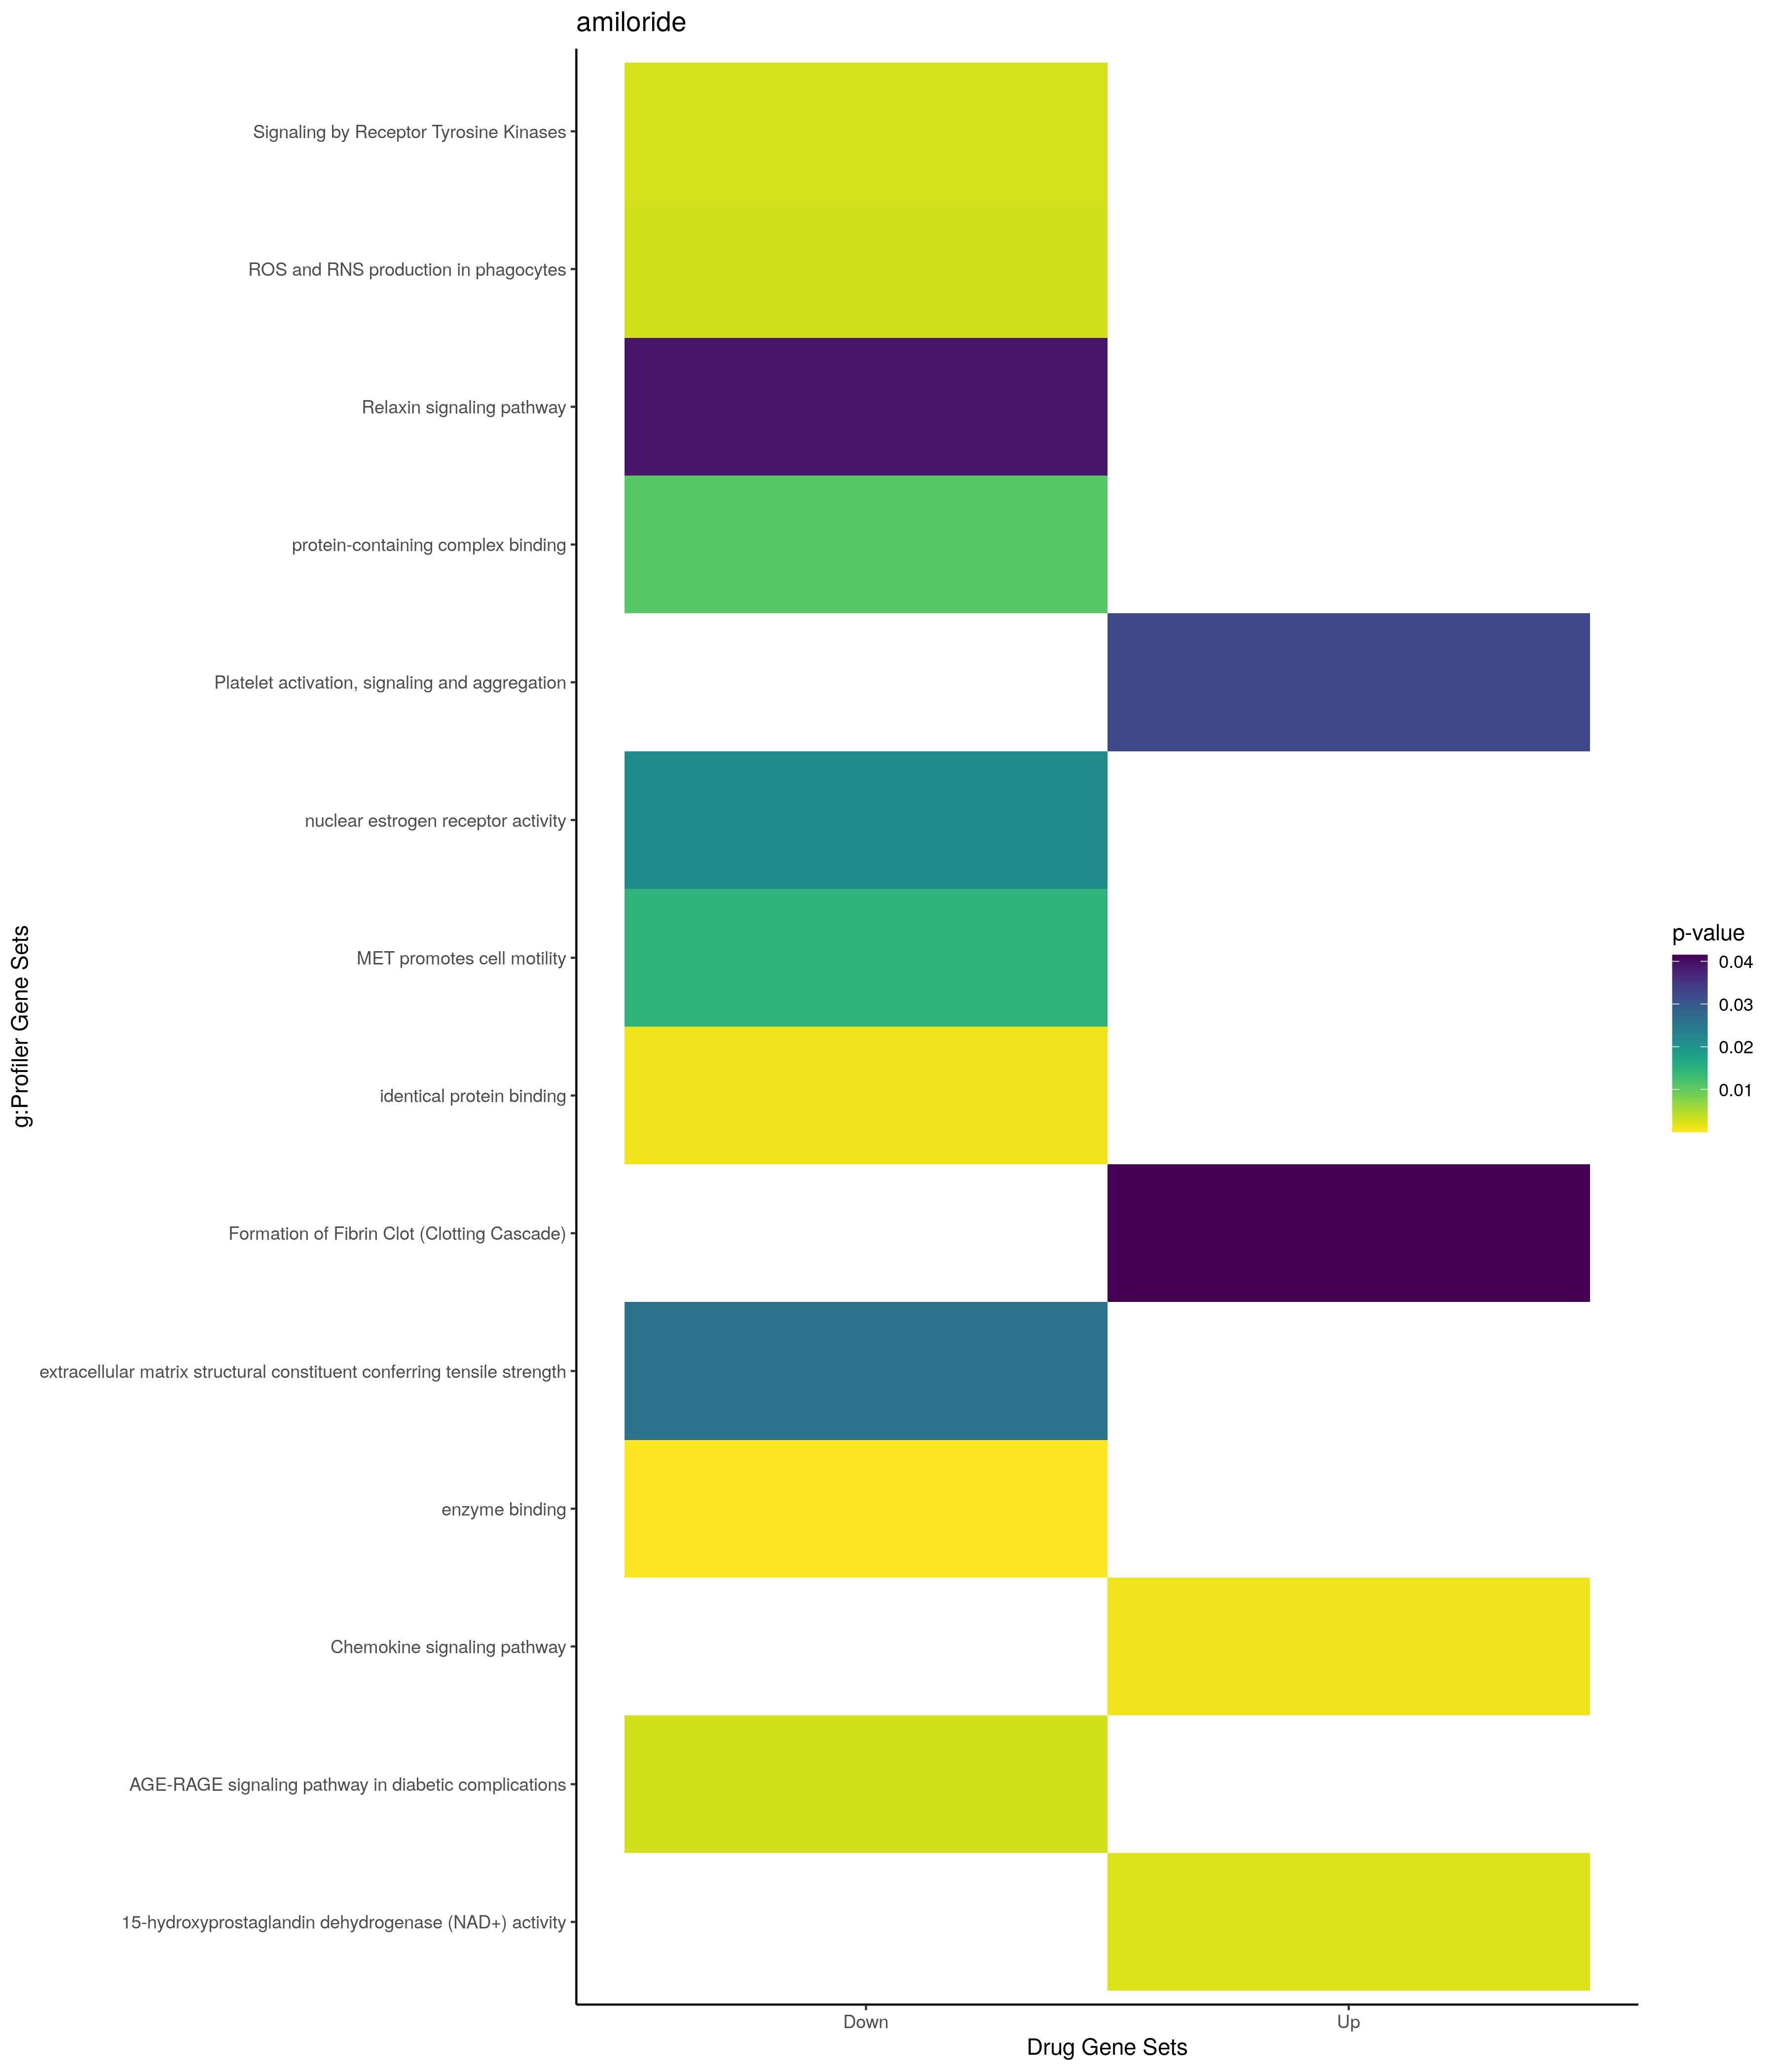 amiloride
Signaling by Receptor Tyrosine Kinases
ROS and RNS production in phagocytes
Relaxin signaling pathway
protein-containing complex binding
Platelet activation, signaling and aggregation
nuclear estrogen receptor activity
MET promotes cell motility
identical protein binding
Formation of Fibrin Clot (Clotting Cascade)
extracellular matrix structural constituent conferring tensile strength
enzyme binding
Chemokine signaling pathway
AGE-RAGE signaling pathway in diabetic complications
15-hydroxyprostaglandin dehydrogenase (NAD+) activity
g:Profiler Gene Sets
Down
Up
Drug Gene Sets
p-value
0.04
0.03
0.02
0.01